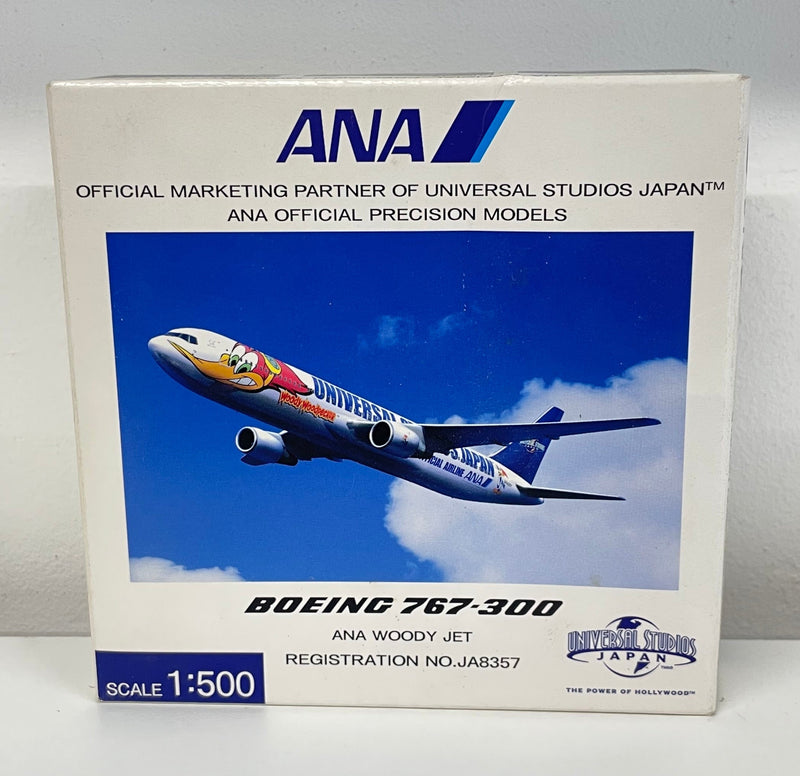 ANA
OFFICIAL MARKETING PARTNER OF UNIVERSAL STUDIOS JAPAN™
ANA OFFICIAL PRECISION MODELS
Woody Woodpecker
UNIVERSAL
JAPAN
OFFICIAL AIRLINE ANA
BOEING 767-300
ANA WOODY JET
REGISTRATION NO.JA8357
SCALE 1:500
UNIVERSAL STUDIOS
JAPAN
THE POWER OF HOLLYWOOD™